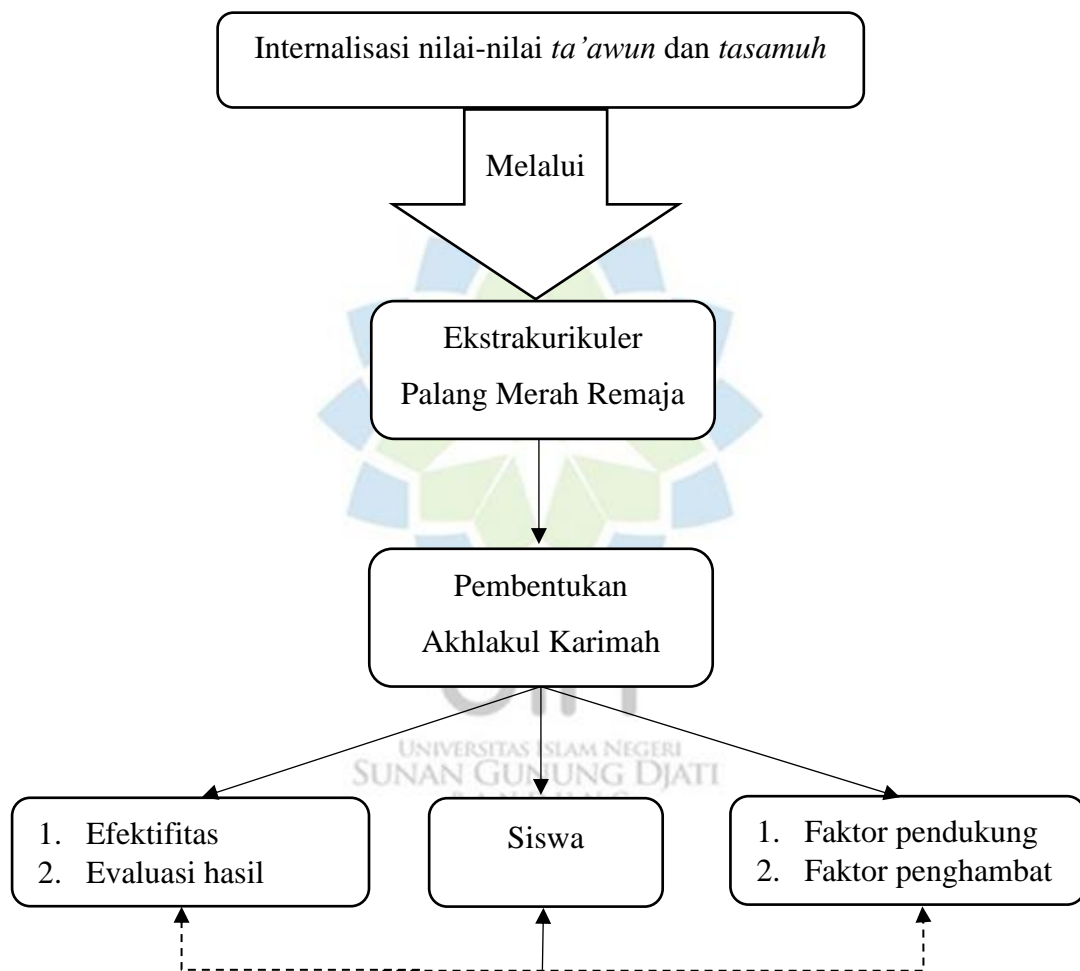 Internalisasi nilai-nilai ta’awun dan tasamuh
Melalui
Ekstrakurikuler
Palang Merah Remaja
Pembentukan
Akhlakul Karimah
UNIVERSITAS ISLAM NEGERI
SUNAN GUNUNG DJATI
1. Efektifitas
2. Evaluasi hasil
Siswa
1. Faktor pendukung
2. Faktor penghambat